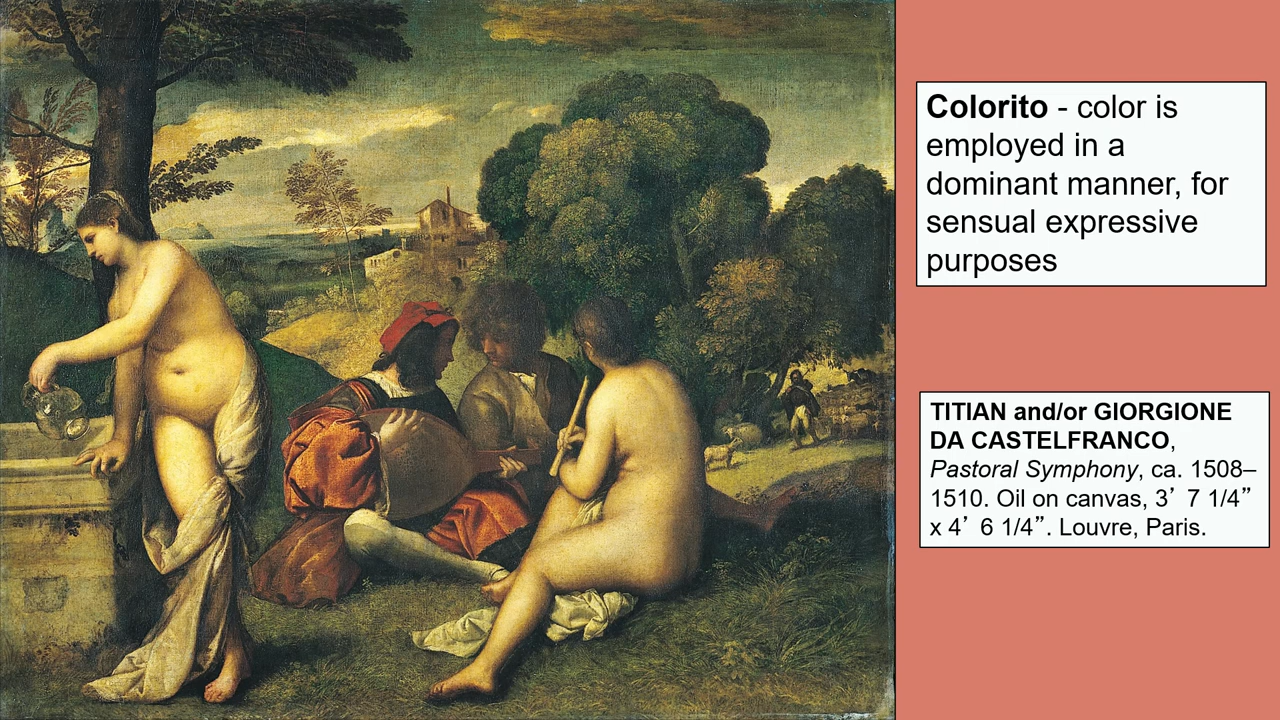 Colorito - color is
employed in a
dominant manner, for
sensual expressive
purposes
TITIAN and/or GIORGIONE
DA CASTELFRANCO,
Pastoral Symphony, ca. 1508–
1510. Oil on canvas, 3’ 7 1/4”
x 4’ 6 1/4”. Louvre, Paris.